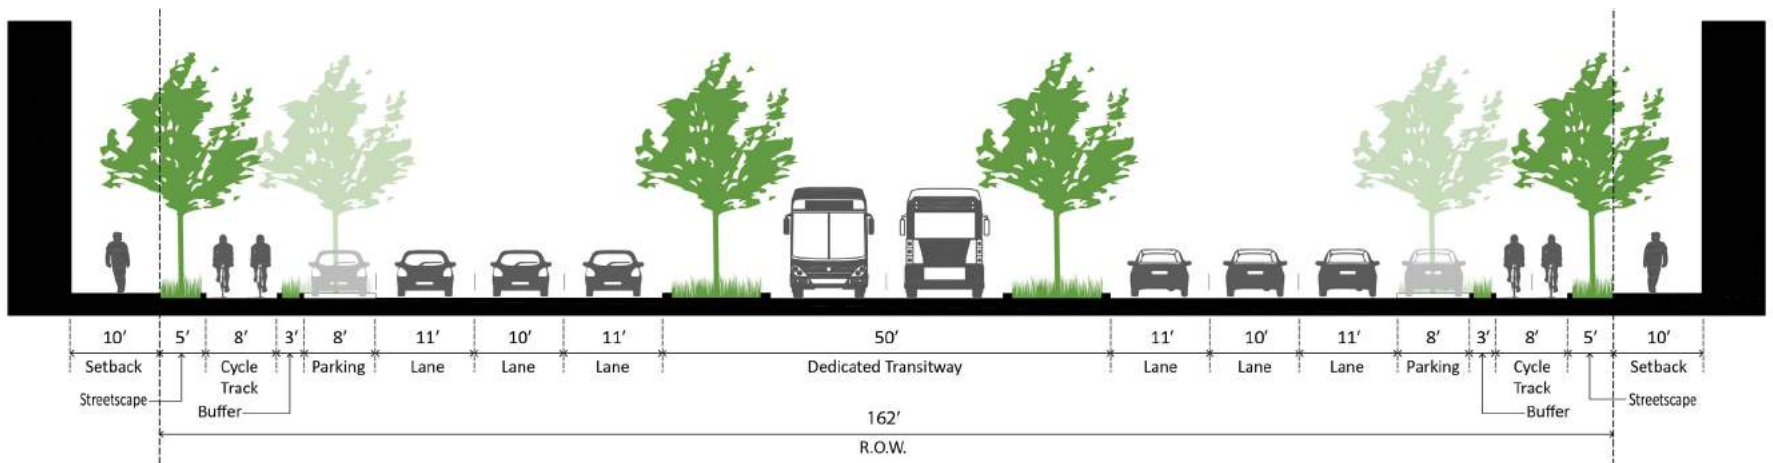 10’ 5’ 8’ 3’ 8’ 11’ 10’ 11’ 50’ 11’ 10’ 11’ 8’ 3’ 8’ 5’ 10’
Setback Cycle Parking Lane Lane Lane Dedicated Transitway Lane Lane Lane Parking Cycle Setback
Track Track
Streetscape Streetscape
Buffer Buffer
162’
R.O.W.